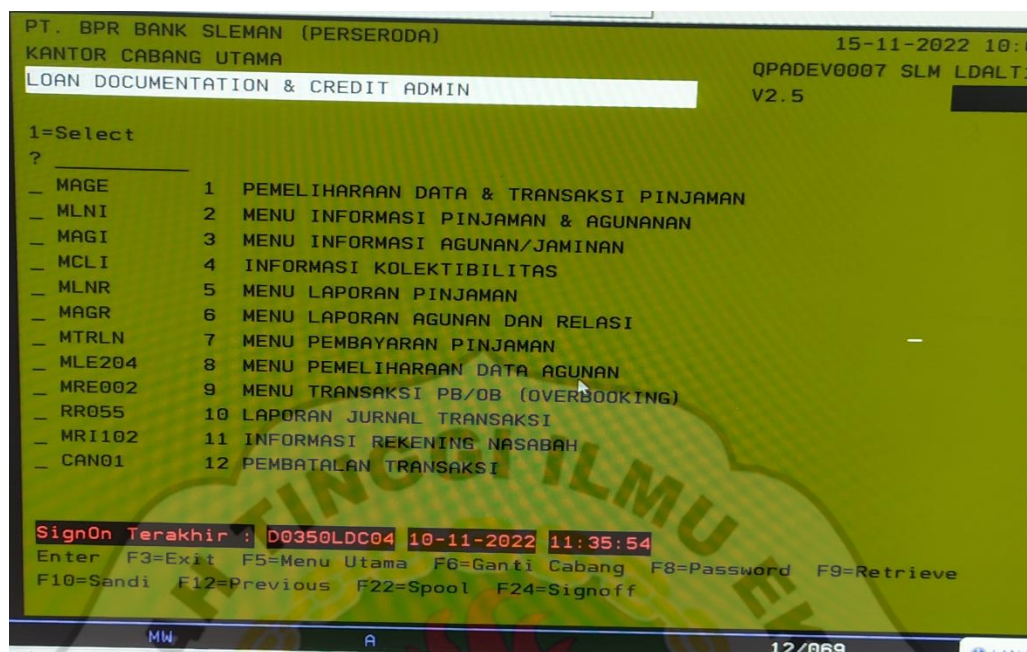 PT. BPR BANK SLEMAN (PERSERODA)
15-11-2022 10:
KANTOR CABANG UTAMA
QPADEV0007 SLM LDALT
LOAN DOCUMENTATION & CREDIT ADMIN
V2.5
1=Select
?
_ MAGE 1 PEMELIHARAAN DATA & TRANSAKSI PINJAMAN
_ MLNI 2 MENU INFORMASI PINJAMAN & AGUNANAN
_ MAGI 3 MENU INFORMASI AGUNAN/JAMINAN
_ MCLI 4 INFORMASI KOLEKTIBILITAS
_ MLNR 5 MENU LAPORAN PINJAMAN
_ MAGR 6 MENU LAPORAN AGUNAN DAN RELASI
_ MTRLN 7 MENU PEMBAYARAN PINJAMAN
_ MLE204 8 MENU PEMELIHARAAN DATA AGUNAN
_ MRE002 9 MENU TRANSAKSI PB/OB (OVERBOOKING)
_ RR055 10 LAPORAN JURNAL TRANSAKSI
_ MRI102 11 INFORMASI REKENING NASABAH
_ CAN01 12 PEMBATALAN TRANSAKSI
TINGGI ILMU
SignOn Terakhir : D0350LDC04 10-11-2022 11:35:54
Enter F3=Exit F5=Menu Utama F6=Ganti Cabang F8=Password F9=Retrieve
F10=Sandi F12=Previous F22=Spool F24=Signoff
MW A 12/069